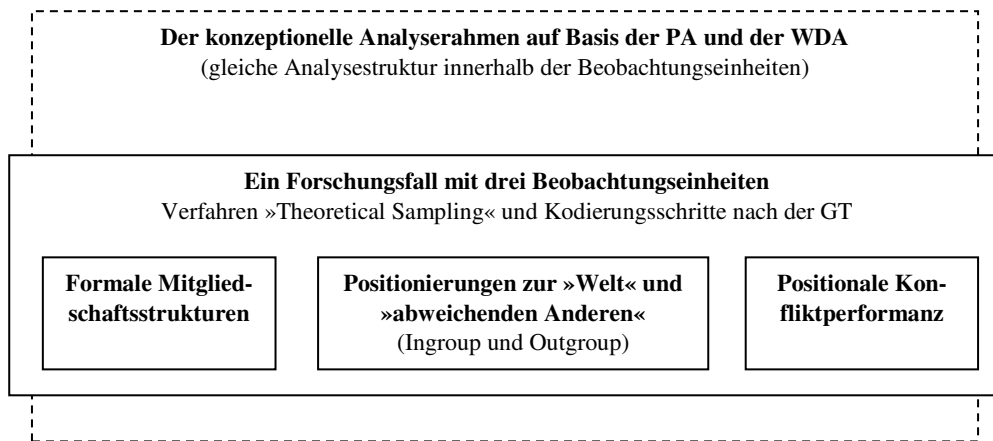 Der konzeptionelle Analyserahmen auf Basis der PA und der WDA
(gleiche Analysestruktur innerhalb der Beobachtungseinheiten)
Ein Forschungsfall mit drei Beobachtungseinheiten
Verfahren »Theoretical Sampling« und Kodierungsschritte nach der GT
Formale Mitglied-
schaftsstrukturen
Positionierungen zur »Welt« und
»abweichenden Anderen«
(Ingroup und Outgroup)
Positionale Kon-
fliktperformanz